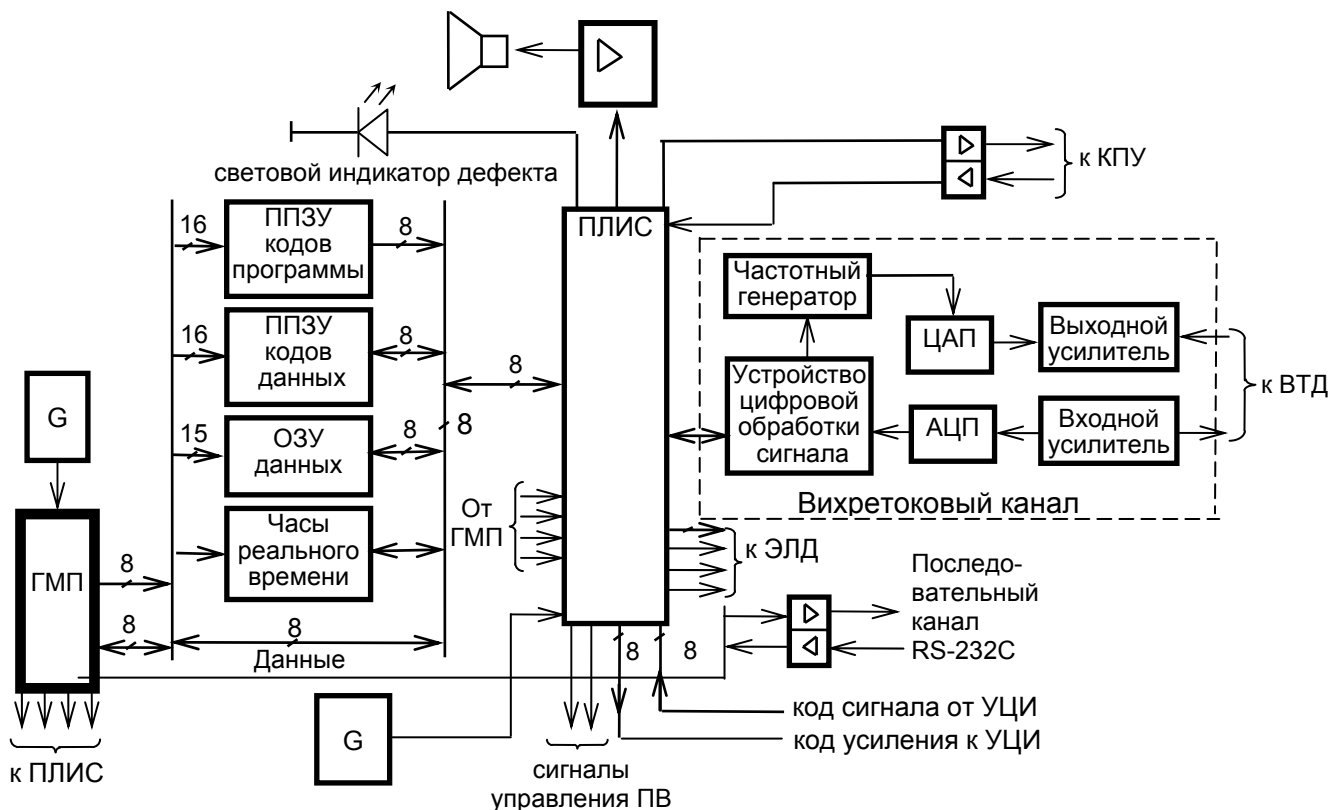 световой индикатор дефекта
к КПУ
ПЛИС
16
ППЗУ
кодов
программы
8
16
ППЗУ
кодов
данных
8
8
15
ОЗУ
данных
8
8
Часы
реального
времени
G
ГМП
8
8
8
Данные
к ПЛИС
От
ГМП
G
Частотный
генератор
ЦАП
Выходной
усилитель
Устройство
цифровой
обработки
сигнала
АЦП
Входной
усилитель
к ВТД
Вихретоковый канал
к ЭЛД
Последо-
вательный
канал
RS-232C
8
8
код сигнала от УЦИ
код усиления к УЦИ
сигналы
управления ПВ